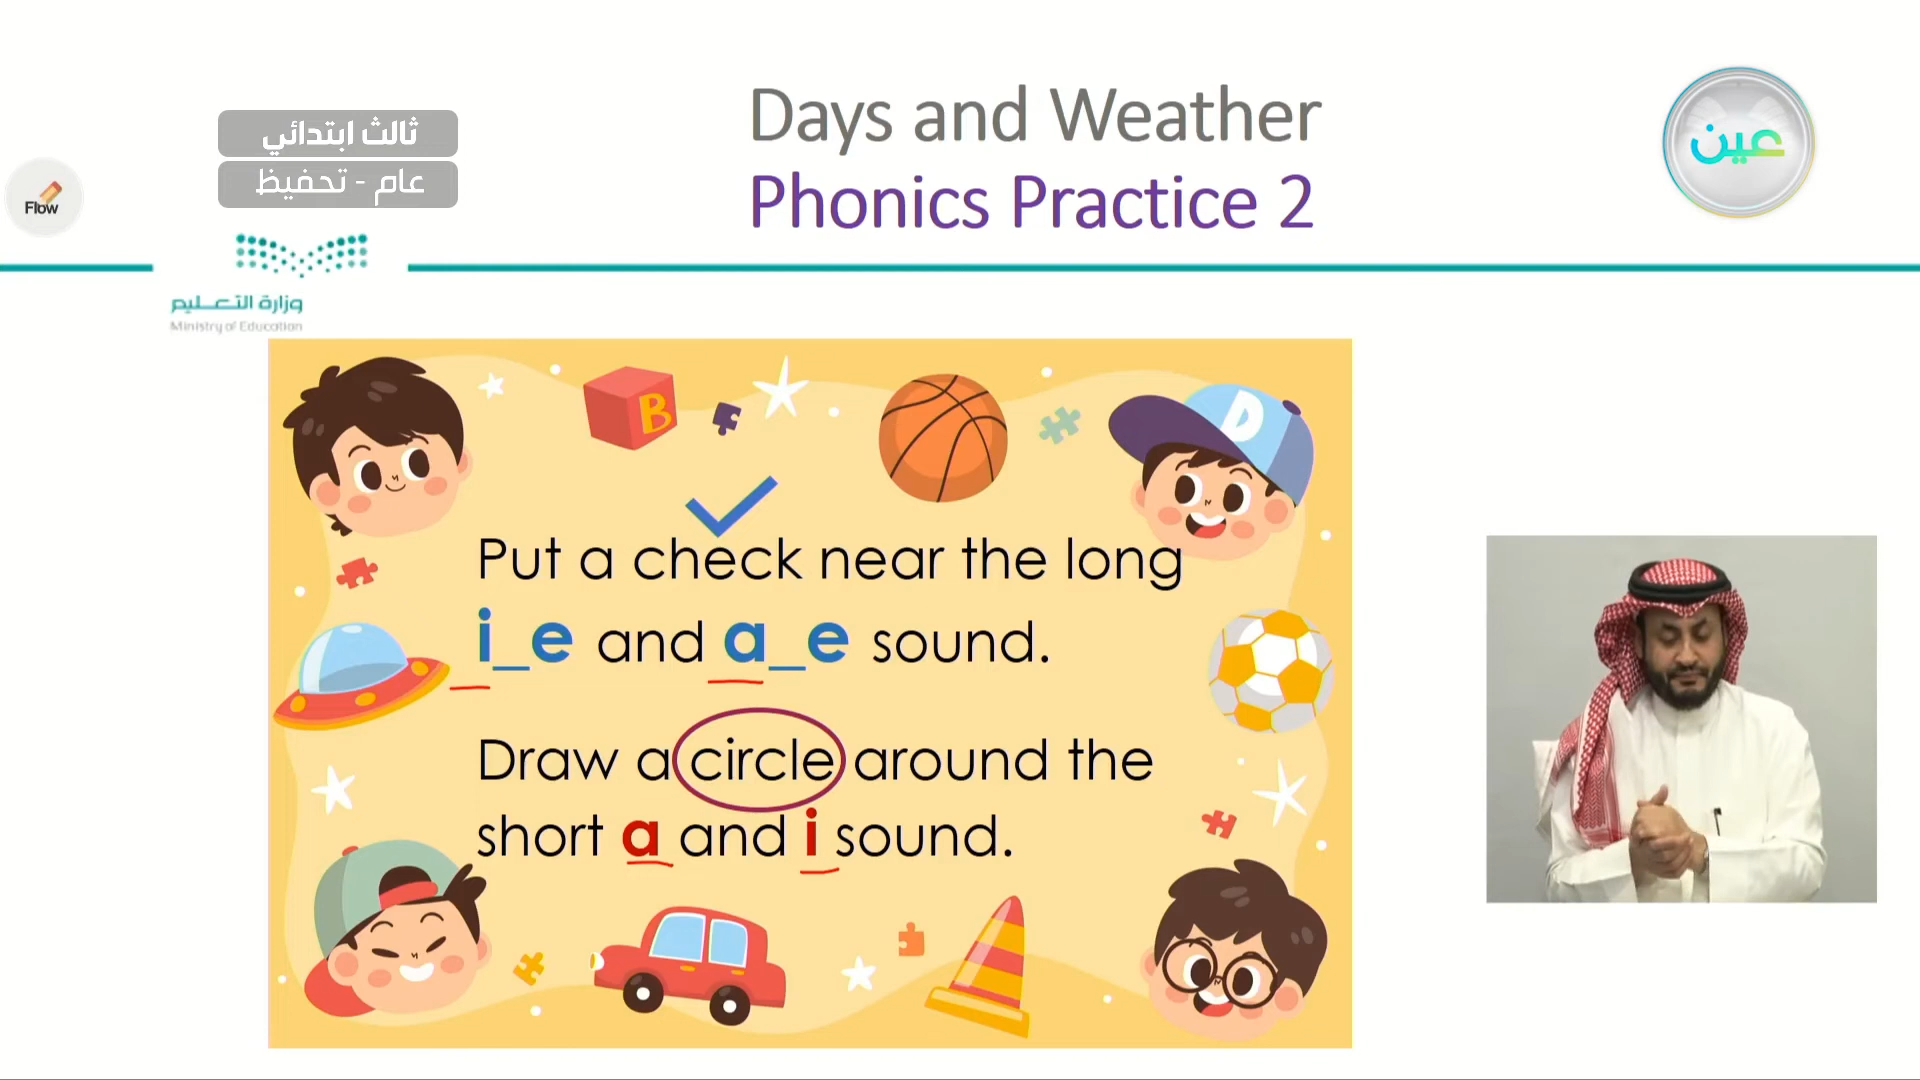 Days and Weather
Phonics Practice 2
ثالث ابتدائي
عام - تحفيظ
عين
Flow
وزارة التعليم
Ministry of Education
B
D
Put a check near the long
i_e and a_e sound.
Draw a circle around the
short a and i sound.